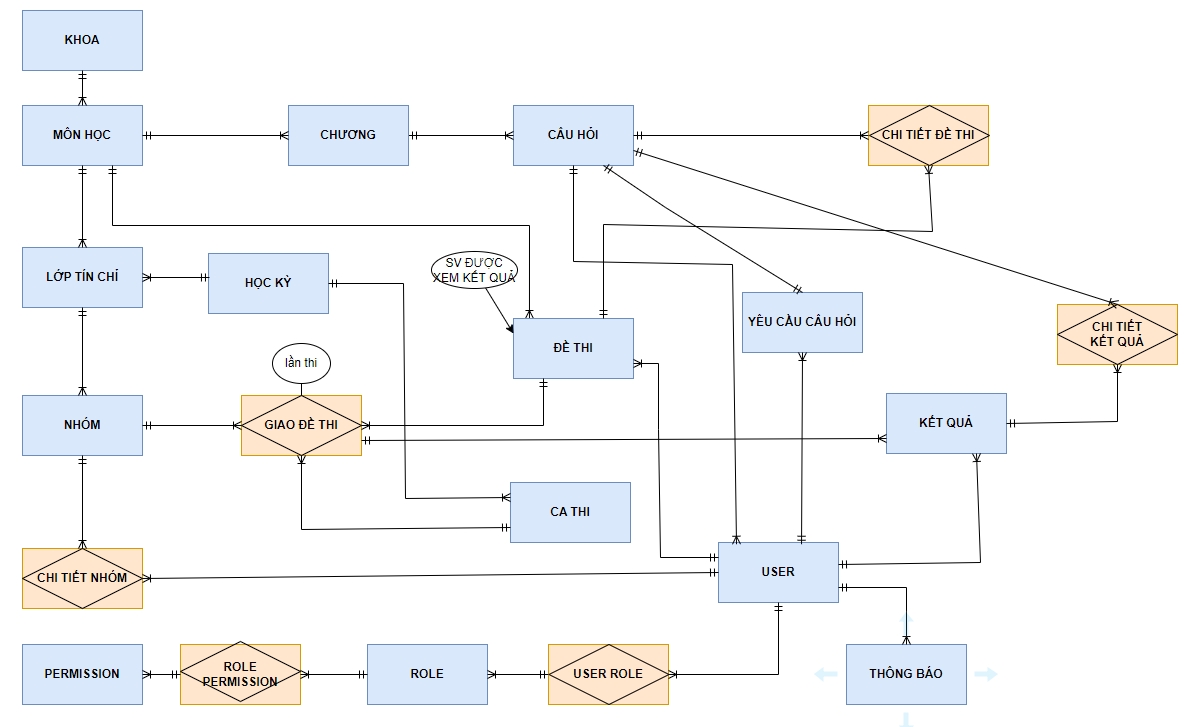 KHOA
MÔN HỌC
CHƯƠNG
CÂU HỎI
CHI TIẾT ĐỀ THI
LỚP TÍN CHỈ
HỌC KỲ
SV ĐƯỢC
XEM KẾT QUẢ
YÊU CẦU CÂU HỎI
CHI TIẾT
KẾT QUẢ
ĐỀ THI
lần thi
NHÓM
GIAO ĐỀ THI
KẾT QUẢ
CA THI
CHI TIẾT NHÓM
USER
PERMISSION
ROLE
PERMISSION
ROLE
USER ROLE
THÔNG BÁO